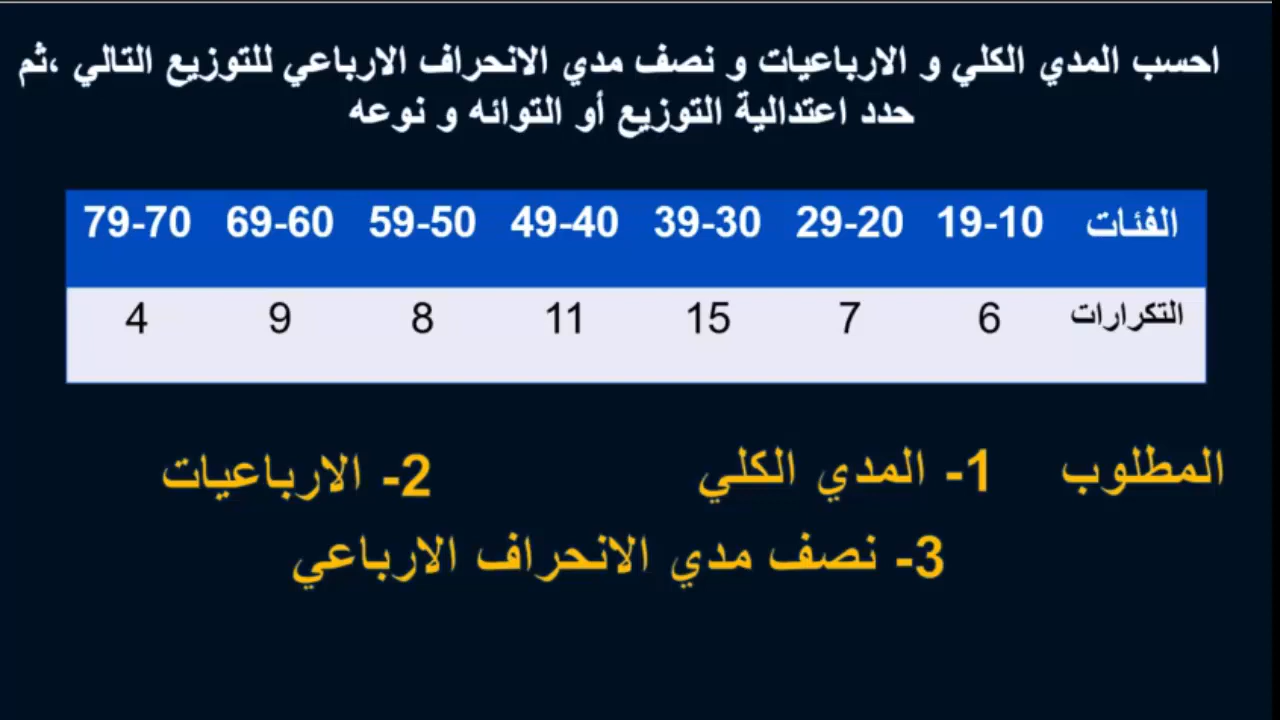 احسب المدي الكلي و الارباعيات و نصف مدي الانحراف الارباعي للتوزيع التالي ،ثم
حدد اعتدالية التوزيع أو التوائه و نوعه
الفئات 19-10 29-20 39-30 49-40 59-50 69-60 79-70
التكرارات 6 7 15 11 8 9 4
المطلوب 1- المدي الكلي 2- الارباعيات
3- نصف مدي الانحراف الارباعي